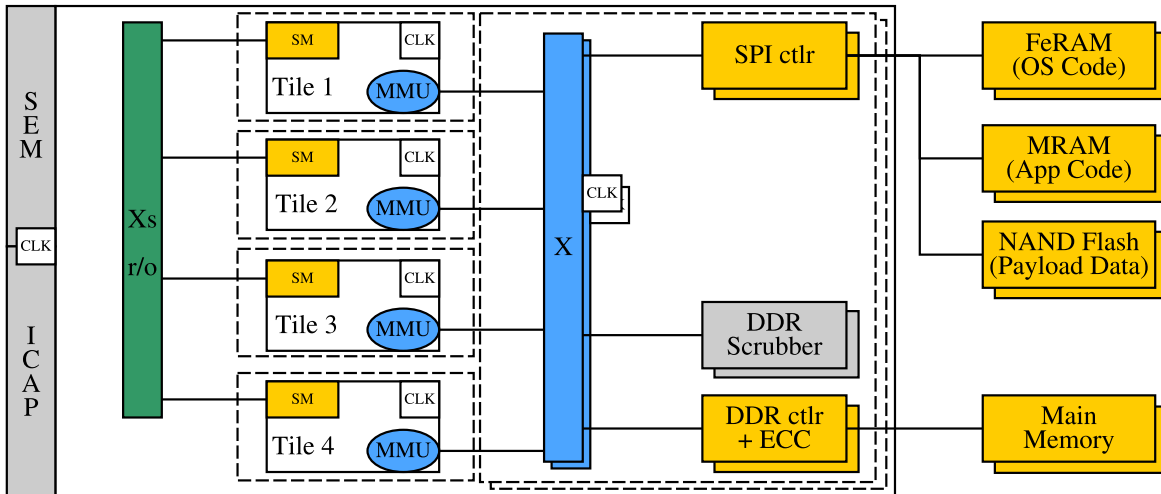 S
E
M
CLK
I
C
A
P
Xs
r/o
SM
CLK
Tile 1
MMU
SM
CLK
Tile 2
MMU
SM
CLK
Tile 3
MMU
SM
CLK
Tile 4
MMU
X
CLK
SPI ctlr
DDR
Scrubber
DDR ctlr
+ ECC
FeRAM
(OS Code)
MRAM
(App Code)
NAND Flash
(Payload Data)
Main
Memory